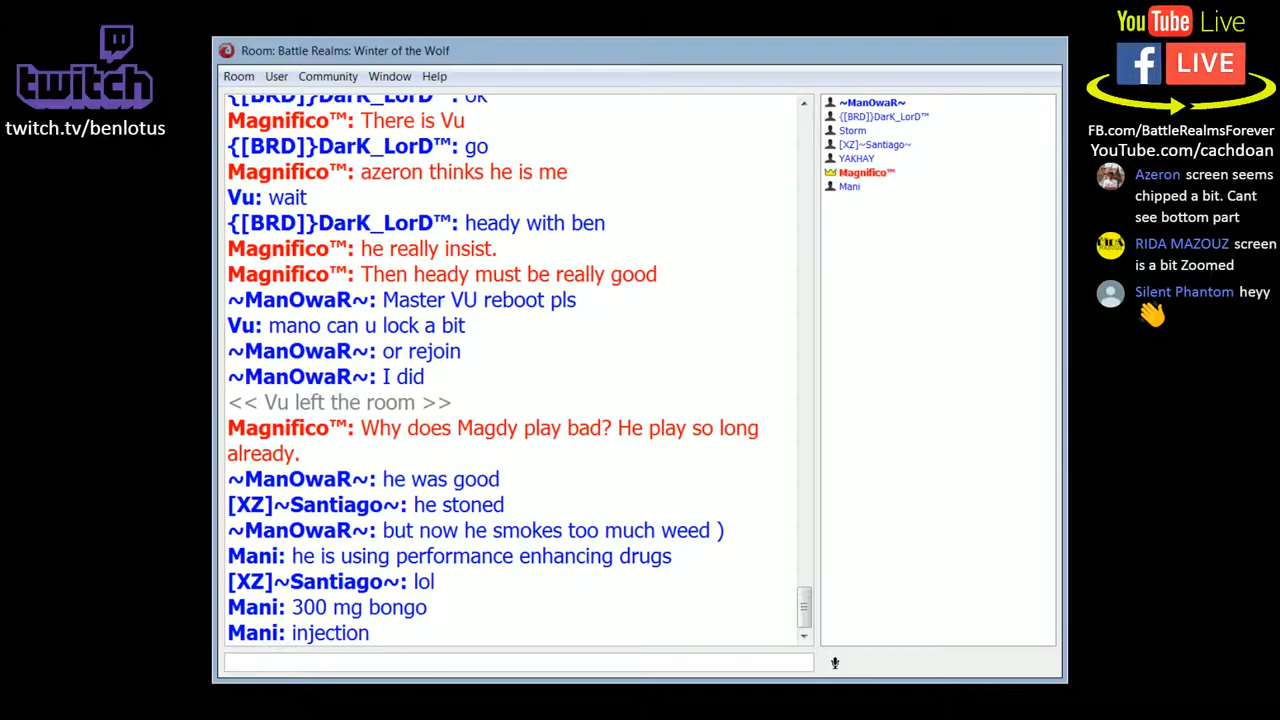 twitch
twitch.tv/benlotus
Room: Battle Realms: Winter of the Wolf
Room User Community Window Help
{[BRD]}DarK_LorD™: ok
Magnifico™: There is Vu
{[BRD]}DarK_LorD™: go
Magnifico™: azeron thinks he is me
Vu: wait
{[BRD]}DarK_LorD™: heady with ben
Magnifico™: he really insist.
Magnifico™: Then heady must be really good
~ManOwaR~: Master VU reboot pls
Vu: mano can u lock a bit
~ManOwaR~: or rejoin
~ManOwaR~: I did
<< Vu left the room >>
Magnifico™: Why does Magdy play bad? He play so long
already.
~ManOwaR~: he was good
[XZ]~Santiago~: he stoned
~ManOwaR~: but now he smokes too much weed )
Mani: he is using performance enhancing drugs
[XZ]~Santiago~: lol
Mani: 300 mg bongo
Mani: injection
~ManOwaR~
{[BRD]}DarK_LorD™
Storm
[XZ]~Santiago~
YAKHAY
Magnifico™
Mani
YouTube Live
f LIVE
FB.com/BattleRealmsForever
YouTube.com/cachdoan
Azeron screen seems
chipped a bit. Cant
see bottom part
RIDA MAZOUZ screen
is a bit Zoomed
Silent Phantom heyy
👋